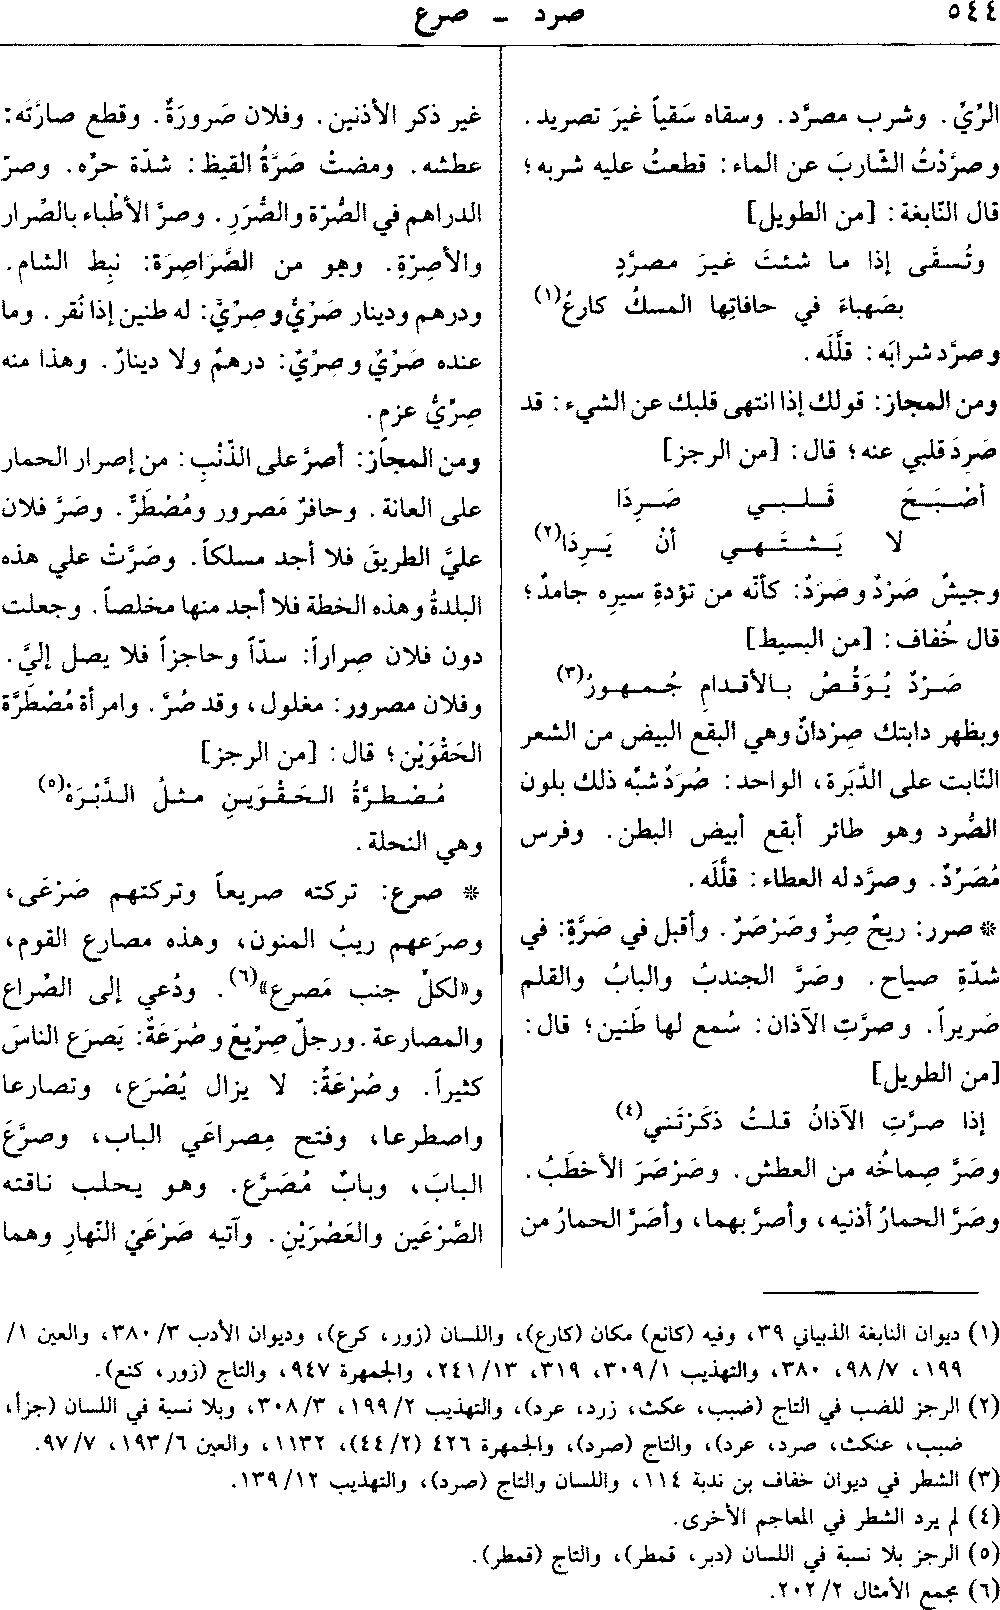 ٥٤٤
صرد – صرع
الرّيّ. وشرب مصرَّد. وسقاه سَقياً غيرَ تصريد.
وصرَّدْتُ الشّاربَ عن الماء: قطعتُ عليه شربه؛
قال النّابغة: [من الطويل]
وتُسقَى إذا ما شئتَ غيرَ مصرَّدٍ
بصَهباءَ في حافاتِها المسكُ كارعُ(١)
وصرَّد شرابَه: قلَّلَه.
ومن المجاز: قولك إذا انتهى قلبك عن الشيء: قد
صَرِدَ قلبي عنه؛ قال: [من الرجز]
أصْبَحَ قَلبي صَرِدَا
لا يَشتَهي أنْ يَرِدَا(٢)
وجيشٌ صَرْدٌ وصَرَدٌ: كأنّه من تؤدةِ سيرِه جامدٌ؛
قال خُفاف: [من البسيط]
صَرْدٌ يُوَقَّصُ بالأقدامِ جُمهورُ(٣)
وبظهر دابتك صِرْدانٌ وهي البقع البيض من الشعر
النّابت على الدَّبَرة، الواحد: صُرَدٌ شبّه ذلك بلون
الصُّرد وهو طائر أبقع أبيض البطن. وفرس
مُصَرْدٌ. وصرَّد له العطاء: قلَّلَه.
* صرر: ريحٌ صِرٌّ وصَرْصَرٌ. وأقبل في صَرَّةٍ: في
شدّةِ صياح. وصَرَّ الجندبُ والبابُ والقلم
صَريراً. وصرَّتِ الآذان: سُمع لها طَنين؛ قال:
[من الطويل]
إذا صرَّتِ الآذانُ قلتُ ذكَرْتَني(٤)
وصَرَّ صِماخُه من العطش. وصَرْصَرَ الأخطَبُ.
وصَرَّ الحمارُ أذنيه، وأصرَّ بهما، وأصَرَّ الحمارُ من
غير ذكر الأذنين. وفلان صَرورَةٌ. وقطع صارَّتَه:
عطشه. ومضتْ صَرَّةُ القيظ: شدّة حرّه. وصرّ
الدراهم في الصُّرّة والصُّرَرِ. وصرَّ الأطْباء بالصِّرار
والأصِرّةِ. وهو من الصَّرَاصِرَة: نبِط الشام.
ودرهم ودينار صَرْيٌّ وصِرْيٌّ: له طنين إذا نُقر. وما
عنده صَرْيٌ وصِرْيٌ: درهمٌ ولا دينارٌ. وهذا منه
صِرِّيُّ عزم.
ومن المجاز: أصرَّ على الذّنْبِ: من إصرار الحمار
على العانة. وحافرٌ مَصرور ومُصْطَرٌّ. وصَرَّ فلان
عليَّ الطريقَ فلا أجد مسلكاً. وصَرَّتْ علي هذه
البلدةُ وهذه الخطة فلا أجد منها مخلصاً. وجعلت
دون فلان صِراراً: سدّاً وحاجزاً فلا يصل إليَّ.
وفلان مصرور: مغلول، وقد صُرَّ. وامرأة مُصْطَرَّة
الحَقْوَيْن؛ قال: [من الرجز]
مُصْطرَّةُ الحَقْوَينِ مثلُ الدَّبْرَهْ(٥)
وهي النحلة.
* صرع: تركته صريعاً وتركتهم صَرْعَى،
وصرَعهم ريبُ المنون، وهذه مصارع القوم،
و«لكلّ جنب مَصرع»(٦). ودُعي إلى الصِّراع
والمصارعة. ورجلٌ صِرِّيعٌ وصُرَعَةٌ: يَصرَع الناسَ
كثيراً. وصُرْعَةٌ: لا يزال يُصْرَع، وتصارعا
واصطرعا، وفتح مِصراعَي الباب، وصرَّعَ
البابَ، وبابٌ مُصَرَّع. وهو يحلب ناقته
الصَّرْعَين والعَصْرَيْنِ. وآتيه صَرْعَيِ النّهارِ وهما
(١) ديوان النابغة الذبياني ٣٩، وفيه (كانع) مكان (كارع)، واللسان (زور، كرع)، وديوان الأدب ٣/٣٨٠، والعين ١/
١٩٩، ٧/٩٨، ٣٨٠، والتهذيب ١/٣٠٩، ٣١٩، ١٣/٢٤١، والجمهرة ٩٤٧، والتاج (زور، كنع).
(٢) الرجز للضب في التاج (ضبب، عكث، زرد، عرد)، والتهذيب ٢/١٩٩، ٣/٣٠٨، وبلا نسبة في اللسان (جزأ،
ضبب، عنكث، صرد، عرد)، والتاج (صرد)، والجمهرة ٤٢٦ (٢/٤٤)، ١١٣٢، والعين ٦/١٩٣، ٧/٩٧.
(٣) الشطر في ديوان خفاف بن ندبة ١١٤، واللسان والتاج (صرد)، والتهذيب ١٢/١٣٩.
(٤) لم يرد الشطر في المعاجم الأخرى.
(٥) الرجز بلا نسبة في اللسان (دبر، قمطر)، والتاج (قمطر).
(٦) مجمع الأمثال ٢/٢٠٢.